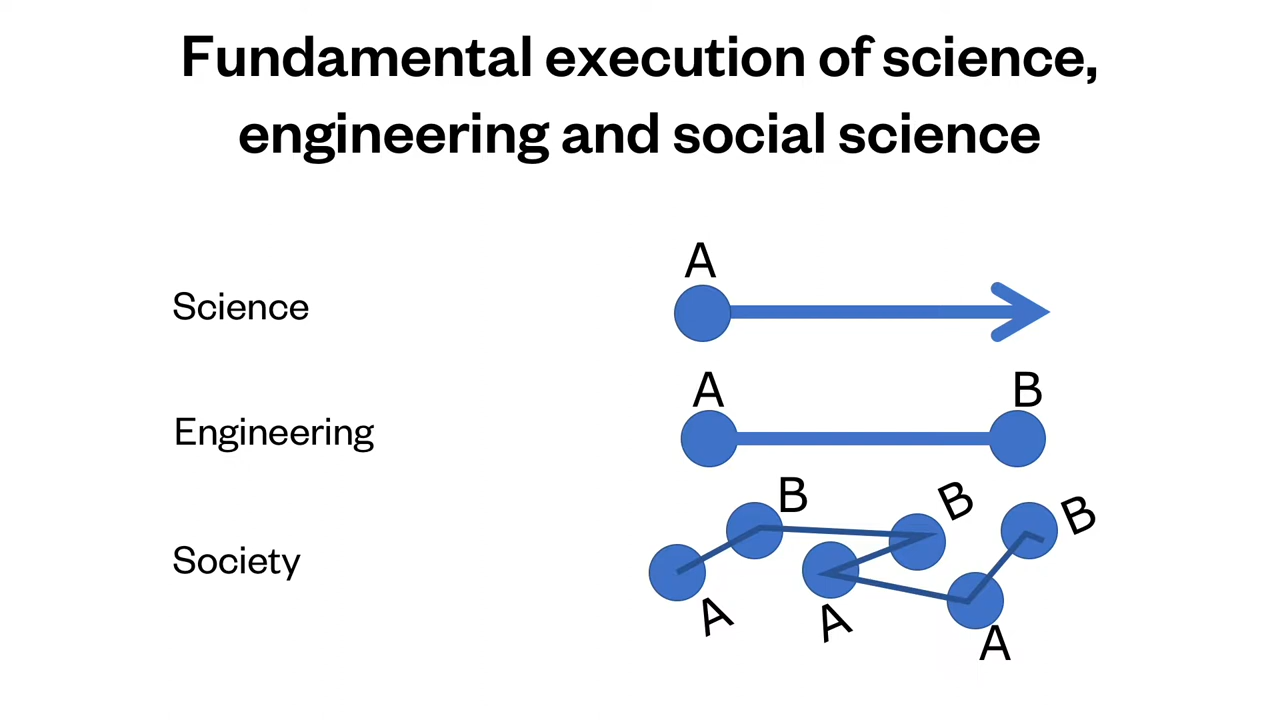 Fundamental execution of science,
engineering and social science
A
Science
A
B
Engineering
B
B
B
Society
A
A
A